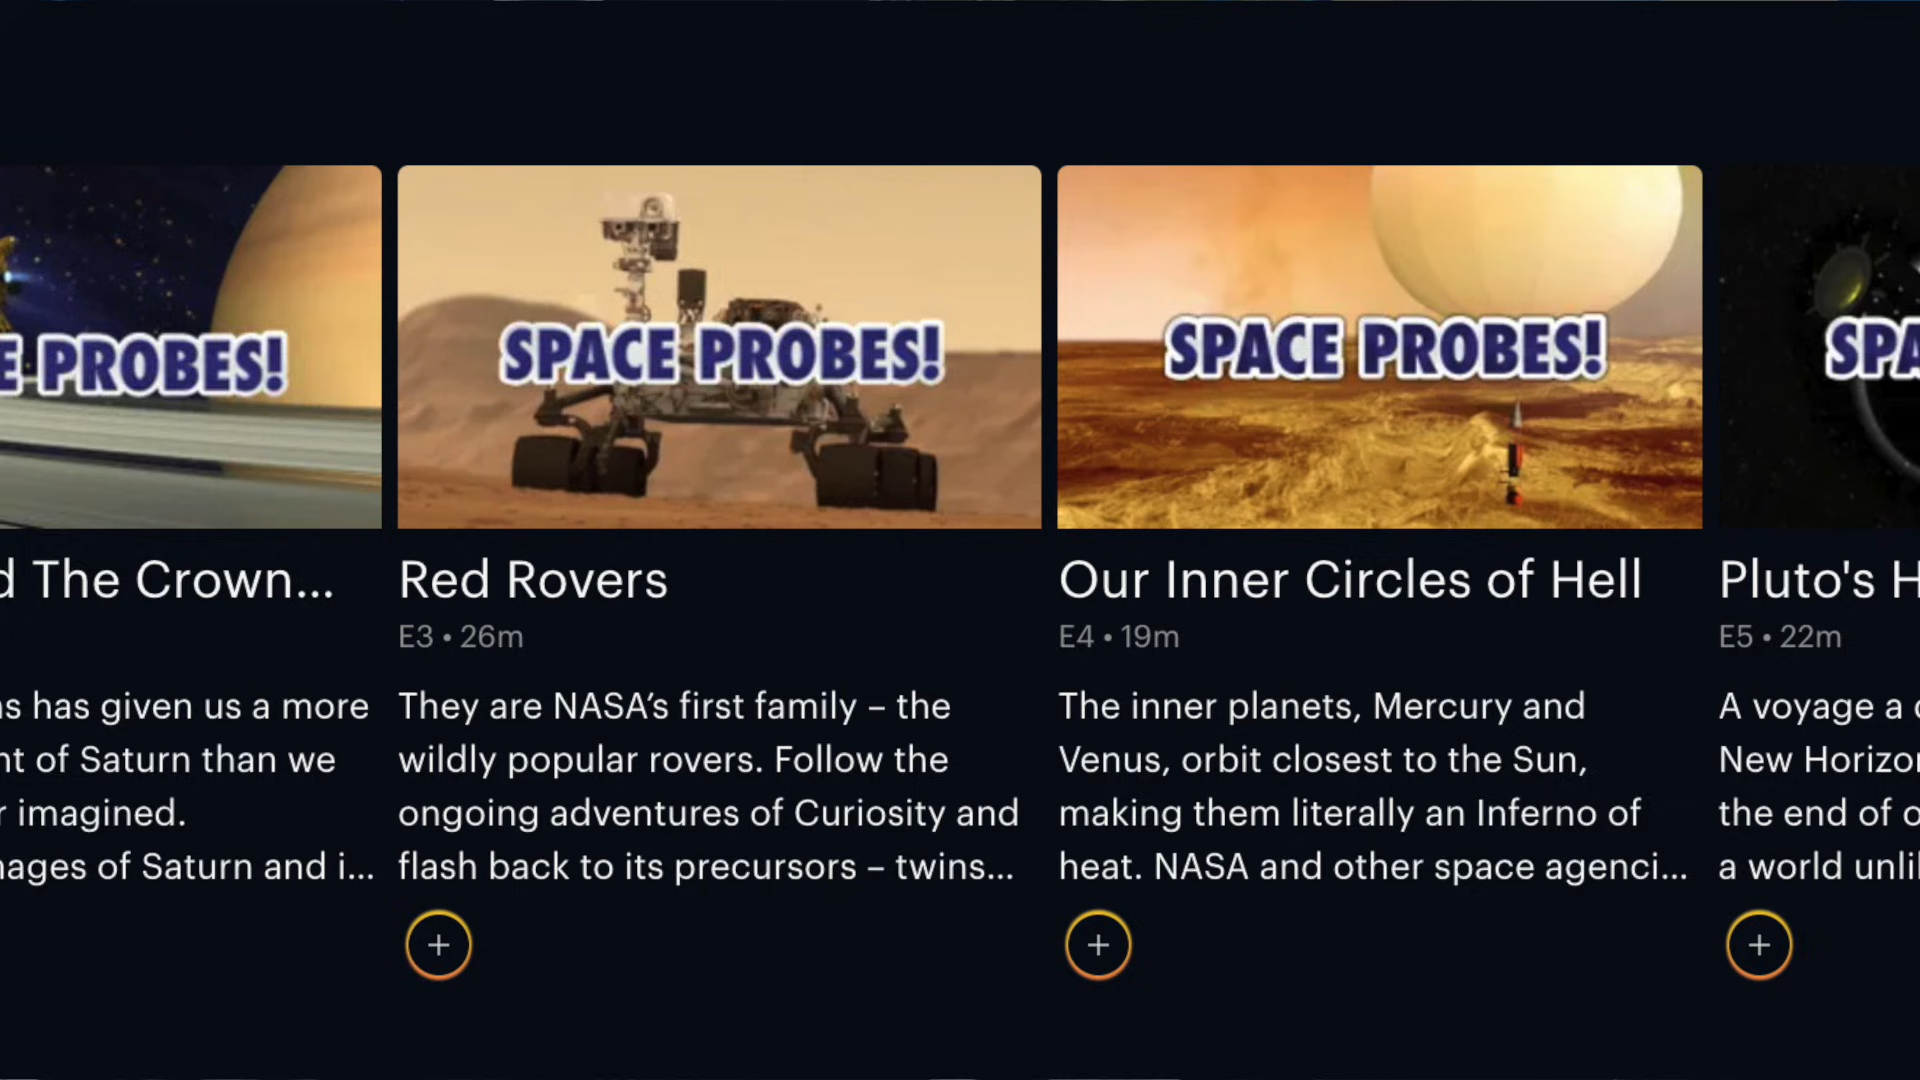 E PROBES!
d The Crown...
s has given us a more
nt of Saturn than we
r imagined.
mages of Saturn and i...
SPACE PROBES!
Red Rovers
E3 • 26m
They are NASA’s first family – the
wildly popular rovers. Follow the
ongoing adventures of Curiosity and
flash back to its precursors – twins...
SPACE PROBES!
Our Inner Circles of Hell
E4 • 19m
The inner planets, Mercury and
Venus, orbit closest to the Sun,
making them literally an Inferno of
heat. NASA and other space agenci...
SPA
Pluto's H
E5 • 22m
A voyage a
New Horizo
the end of o
a world unli